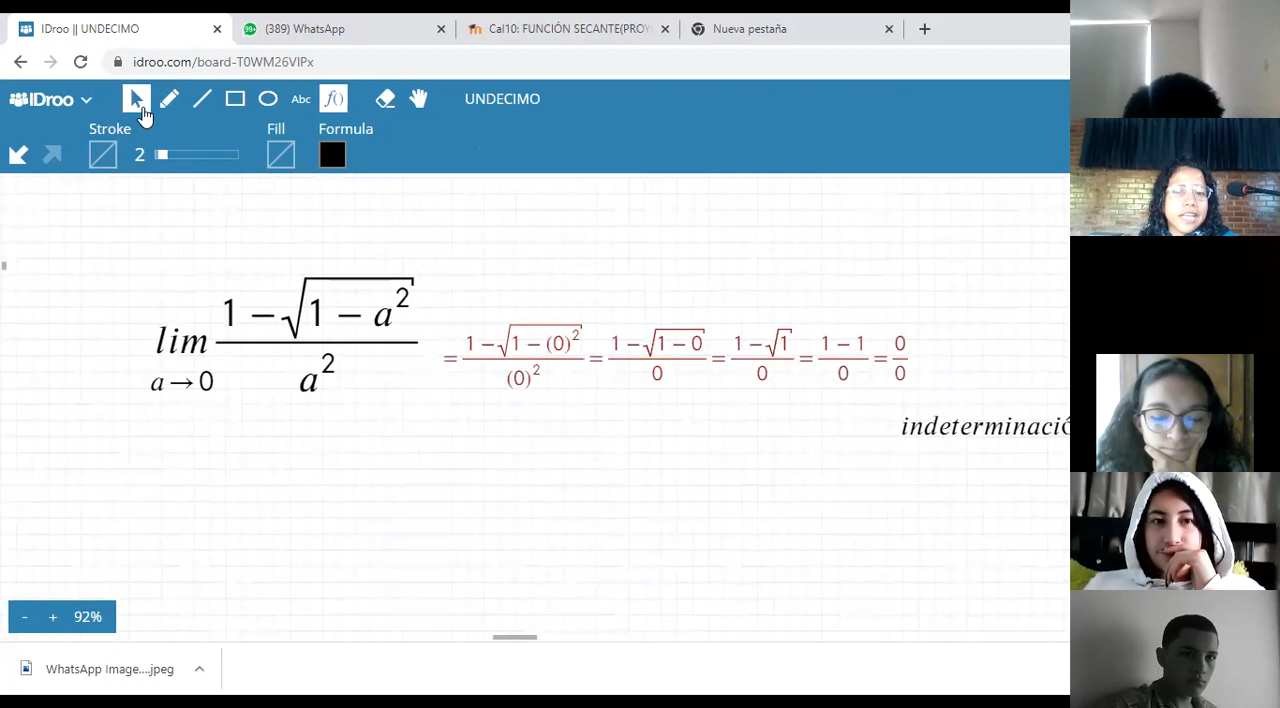 IDroo || UNDECIMO
99+ (389) WhatsApp
Cal10: FUNCIÓN SECANTE(PROY
Nueva pestaña
idroo.com/board-T0WM26VIPx
IDroo
Abc
f()
UNDECIMO
Stroke
Fill
Formula
2
lim a→0 (1 − √(1 − a²)) / a² = (1 − √(1 − (0)²)) / (0)² = (1 − √(1 − 0)) / 0 = (1 − √1) / 0 = (1 − 1) / 0 = 0 / 0
indeterminació
- + 92%
WhatsApp Image....jpeg